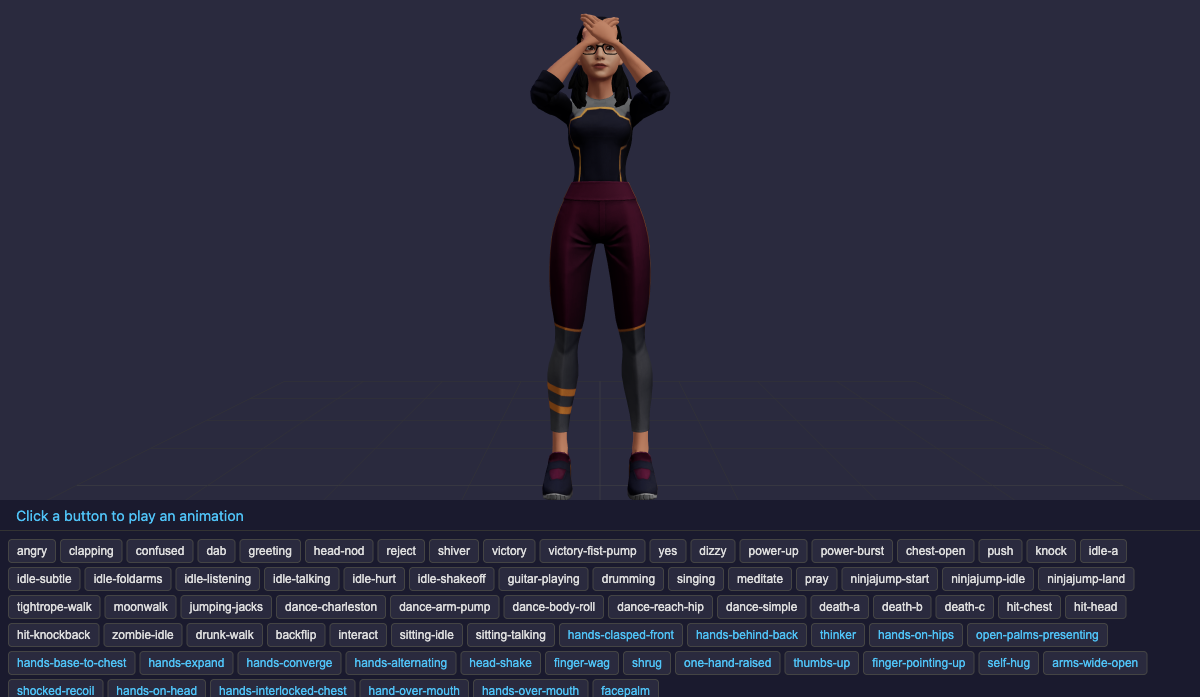 Click a button to play an animation
angry clapping confused dab greeting head-nod reject shiver victory victory-fist-pump yes dizzy power-up power-burst chest-open push knock idle-a
idle-subtle idle-foldarms idle-listening idle-talking idle-hurt idle-shakeoff guitar-playing drumming singing meditate pray ninjajump-start ninjajump-idle ninjajump-land
tightrope-walk moonwalk jumping-jacks dance-charleston dance-arm-pump dance-body-roll dance-reach-hip dance-simple death-a death-b death-c hit-chest hit-head
hit-knockback zombie-idle drunk-walk backflip interact sitting-idle sitting-talking hands-clasped-front hands-behind-back thinker hands-on-hips open-palms-presenting
hands-base-to-chest hands-expand hands-converge hands-alternating head-shake finger-wag shrug one-hand-raised thumbs-up finger-pointing-up self-hug arms-wide-open
shocked-recoil hands-on-head hands-interlocked-chest hand-over-mouth hands-over-mouth facepalm